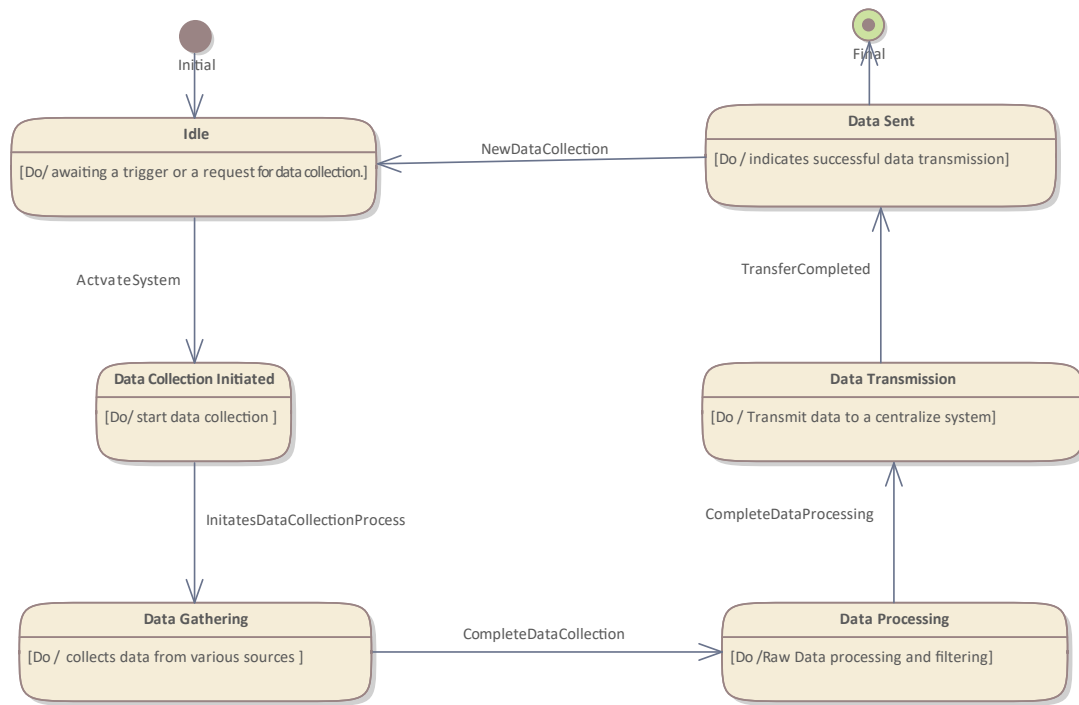 Initial
Final
Idle
[Do/ awaiting a trigger or a request for data collection.]
NewDataCollection
Data Sent
[Do / indicates successful data transmission]
ActvateSystem
TransferCompleted
Data Collection Initiated
[Do/ start data collection ]
Data Transmission
[Do / Transmit data to a centralize system]
InitatesDataCollectionProcess
CompleteDataProcessing
Data Gathering
[Do / collects data from various sources ]
CompleteDataCollection
Data Processing
[Do /Raw Data processing and filtering]